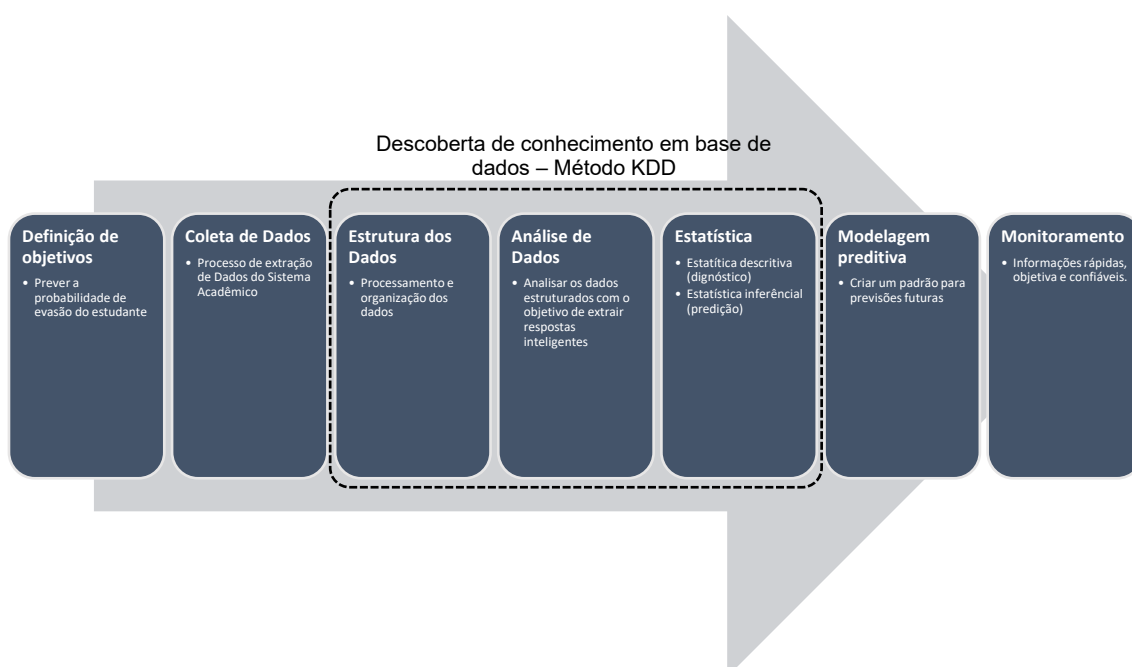 Descoberta de conhecimento em base de
dados – Método KDD
Definição de
objetivos
• Prever a
probabilidade de
evasão do estudante
Coleta de Dados
• Processo de extração
de Dados do Sistema
Acadêmico
Estrutura dos
Dados
• Processamento e
organização dos
dados
Análise de
Dados
• Analisar os dados
estruturados com o
objetivo de extrair
respostas
inteligentes
Estatística
• Estatítica descritiva
(dignóstico)
• Estatística inferêncial
(predição)
Modelagem
preditiva
• Criar um padrão para
previsões futuras
Monitoramento
• Informações rápidas,
objetiva e confiáveis.